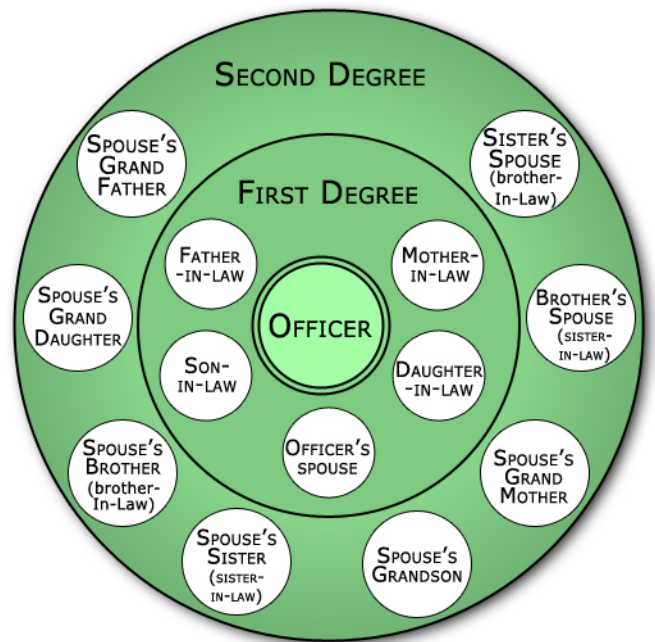 SECOND DEGREE
SPOUSE'S
GRAND
FATHER
SISTER'S
SPOUSE
(brother-
In-Law)
FIRST DEGREE
FATHER
-IN-LAW
MOTHER-
IN-LAW
SPOUSE'S
GRAND
DAUGHTER
OFFICER
BROTHER'S
SPOUSE
(SISTER-
IN-LAW)
SON-
IN-LAW
DAUGHTER
-IN-LAW
OFFICER'S
SPOUSE
SPOUSE'S
BROTHER
(brother-
In-Law)
SPOUSE'S
GRAND
MOTHER
SPOUSE'S
SISTER
(SISTER-
IN-LAW)
SPOUSE'S
GRANDSON